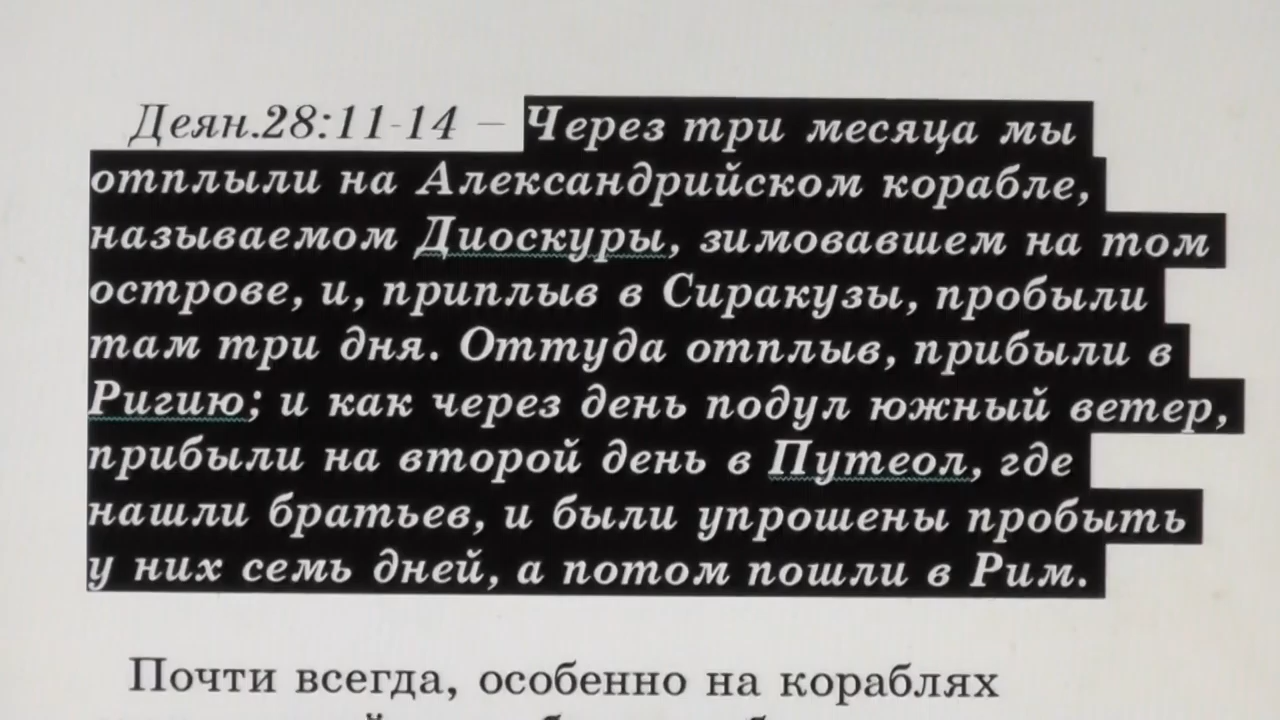 Деян.28:11-14 – Через три месяца мы
отплыли на Александрийском корабле,
называемом Диоскуры, зимовавшем на том
острове, и, приплыв в Сиракузы, пробыли
там три дня. Оттуда отплыв, прибыли в
Ригию; и как через день подул южный ветер,
прибыли на второй день в Путеол, где
нашли братьев, и были упрошены пробыть
у них семь дней, а потом пошли в Рим.
Почти всегда, особенно на кораблях